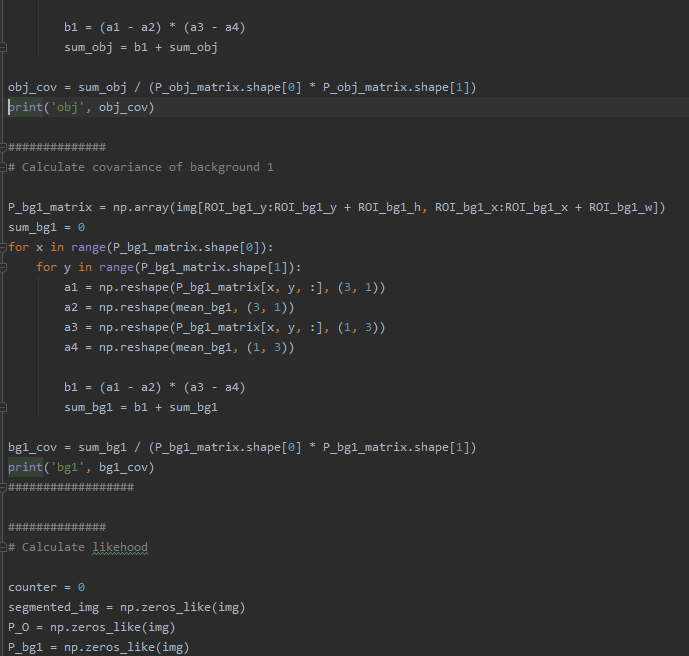 b1 = (a1 - a2) * (a3 - a4)
sum_obj = b1 + sum_obj
obj_cov = sum_obj / (P_obj_matrix.shape[0] * P_obj_matrix.shape[1])
print('obj', obj_cov)
##############
# Calculate covariance of background 1
P_bg1_matrix = np.array(img[ROI_bg1_y:ROI_bg1_y + ROI_bg1_h, ROI_bg1_x:ROI_bg1_x + ROI_bg1_w])
sum_bg1 = 0
for x in range(P_bg1_matrix.shape[0]):
for y in range(P_bg1_matrix.shape[1]):
a1 = np.reshape(P_bg1_matrix[x, y, :], (3, 1))
a2 = np.reshape(mean_bg1, (3, 1))
a3 = np.reshape(P_bg1_matrix[x, y, :], (1, 3))
a4 = np.reshape(mean_bg1, (1, 3))
b1 = (a1 - a2) * (a3 - a4)
sum_bg1 = b1 + sum_bg1
bg1_cov = sum_bg1 / (P_bg1_matrix.shape[0] * P_bg1_matrix.shape[1])
print('bg1', bg1_cov)
##################
##############
# Calculate likehood
counter = 0
segmented_img = np.zeros_like(img)
P_O = np.zeros_like(img)
P_bg1 = np.zeros_like(img)